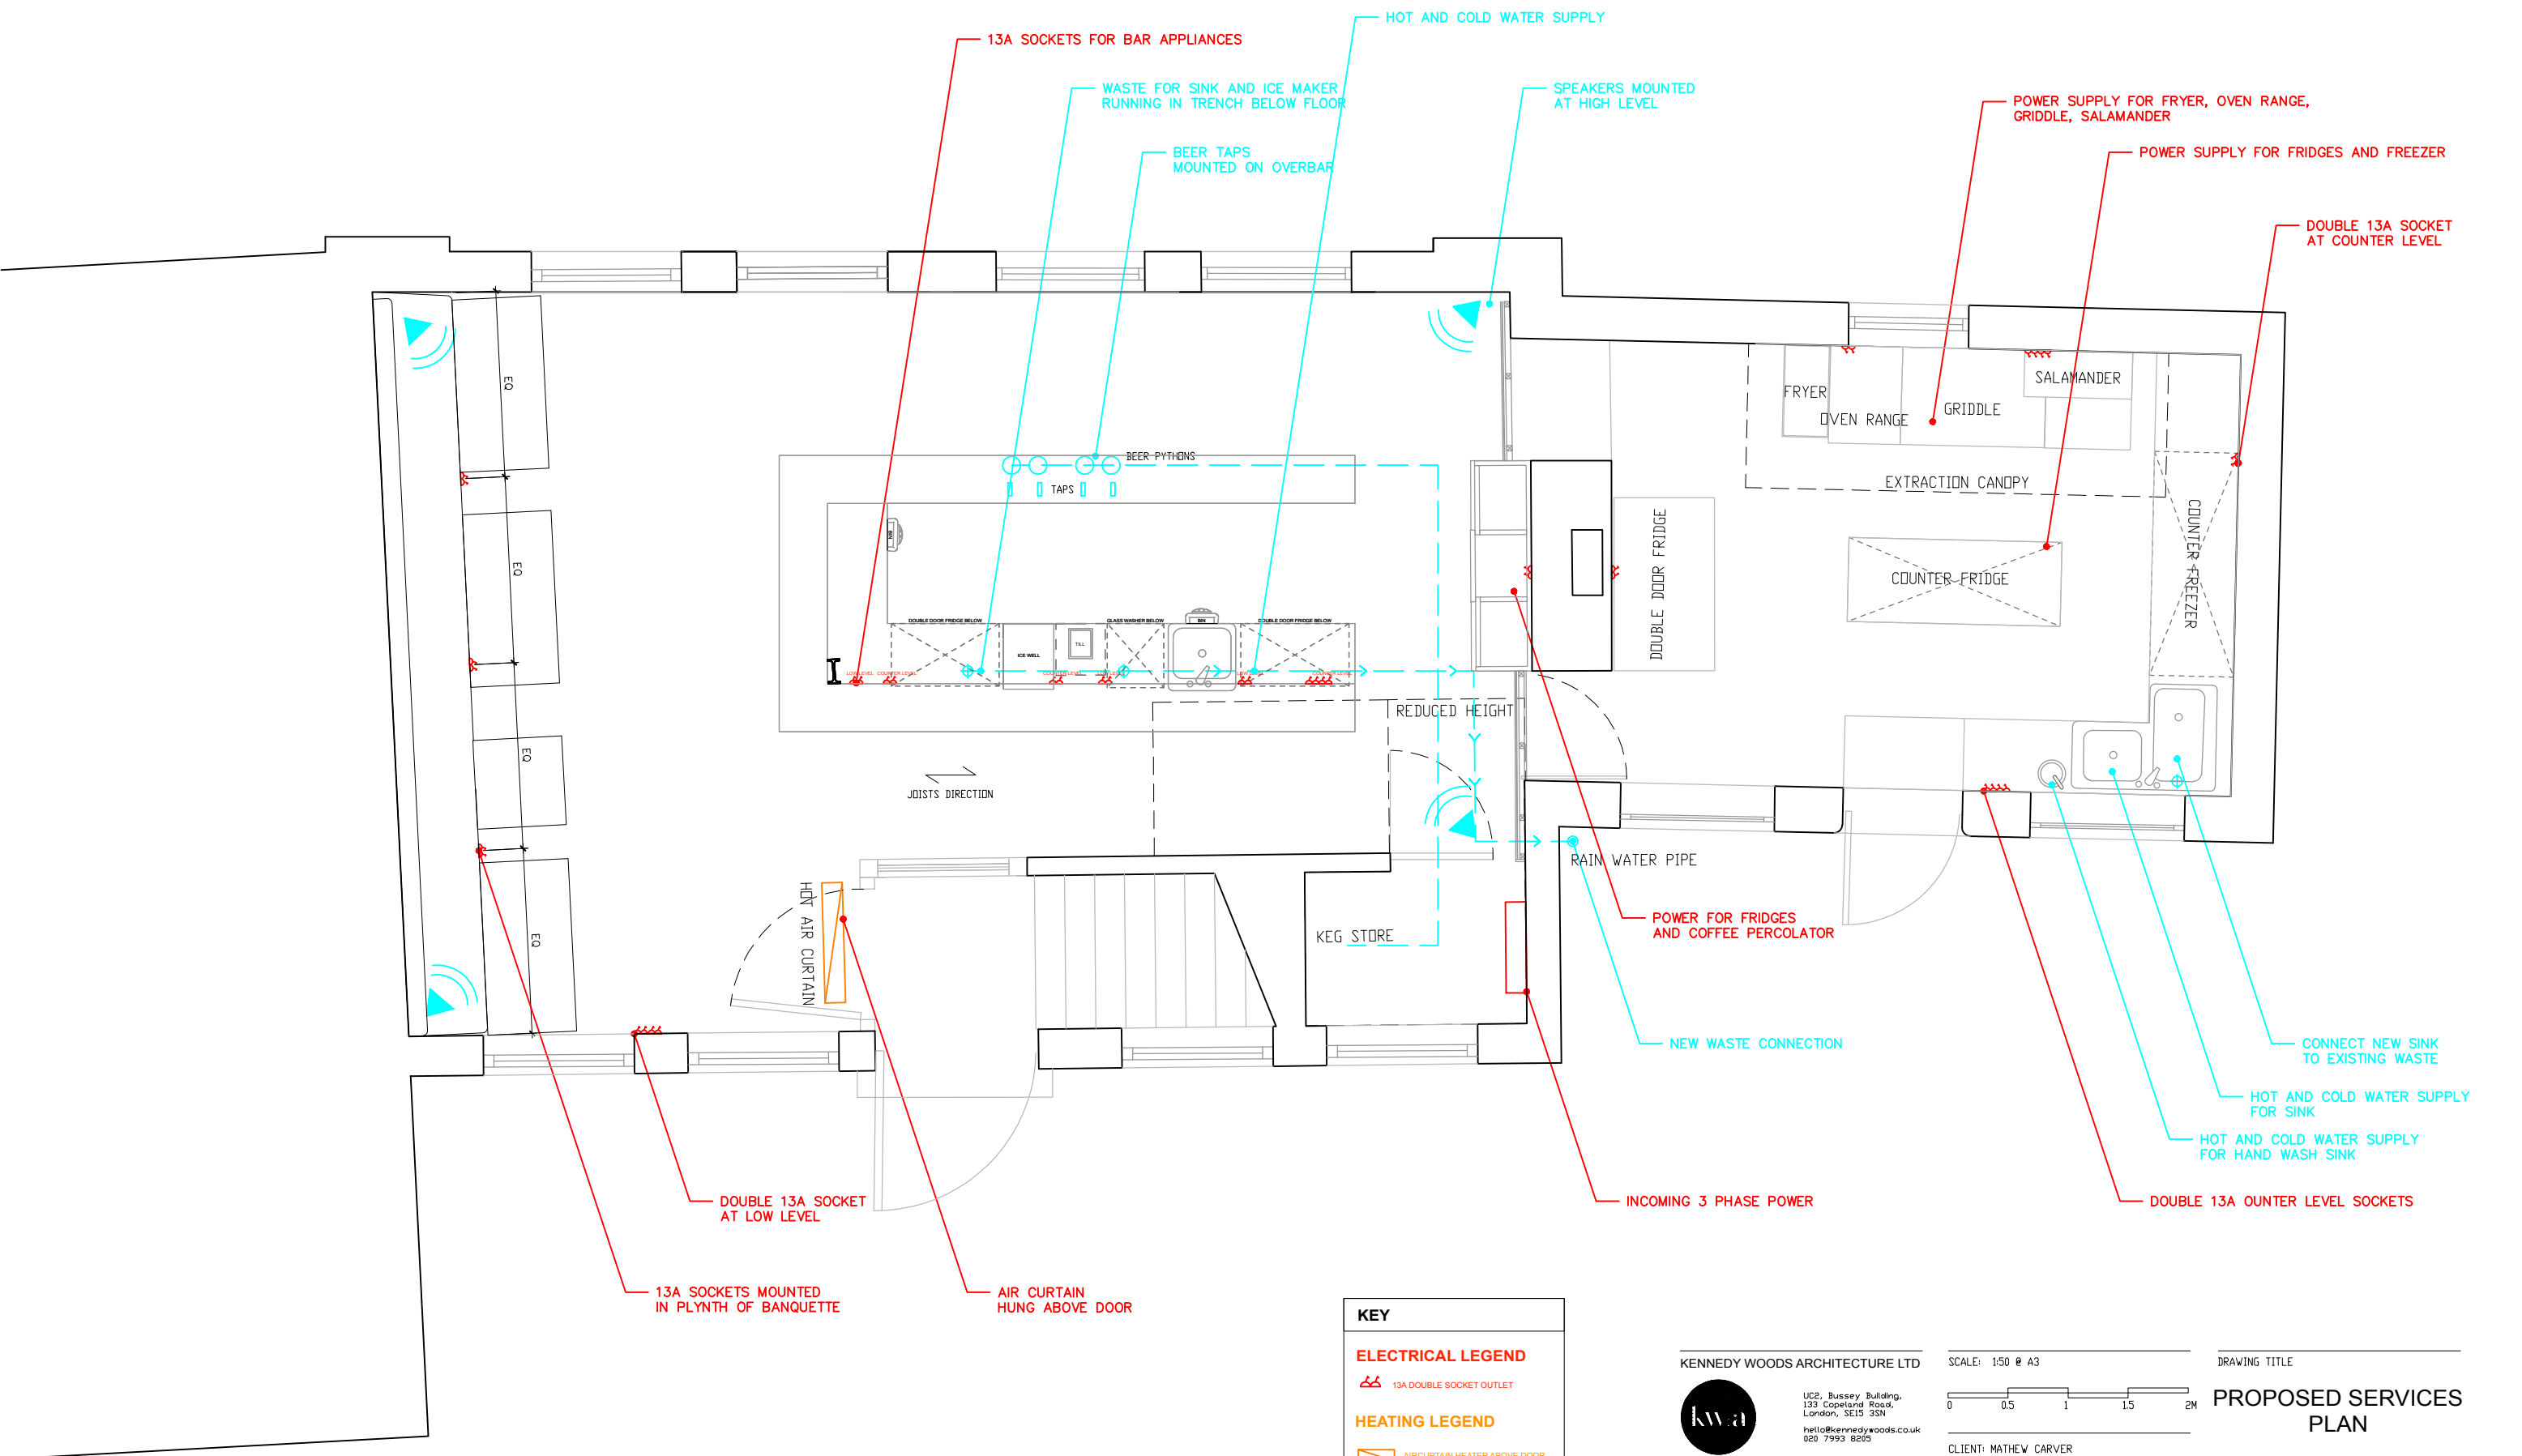 HOT AND COLD WATER SUPPLY
13A SOCKETS FOR BAR APPLIANCES
WASTE FOR SINK AND ICE MAKER
RUNNING IN TRENCH BELOW FLOOR
SPEAKERS MOUNTED
AT HIGH LEVEL
POWER SUPPLY FOR FRYER, OVEN RANGE,
GRIDDLE, SALAMANDER
BEER TAPS
MOUNTED ON OVERBAR
POWER SUPPLY FOR FRIDGES AND FREEZER
DOUBLE 13A SOCKET
AT COUNTER LEVEL
EQ
EQ
EQ
EQ
BEER PYTHONS
TAPS
BIN
DOUBLE DOOR FRIDGE BELOW
GLASS WASHER BELOW
BIN
DOUBLE DOOR FRIDGE BELOW
ICE WELL
TILL
LOW LEVEL
COUNTER LEVEL
COUNTER LEVEL
COUNTER LEVEL
REDUCED HEIGHT
JOISTS DIRECTION
HOT AIR CURTAIN
KEG STORE
FRYER
OVEN RANGE
GRIDDLE
SALAMANDER
EXTRACTION CANOPY
DOUBLE DOOR FRIDGE
COUNTER FRIDGE
COUNTER FREEZER
RAIN WATER PIPE
POWER FOR FRIDGES
AND COFFEE PERCOLATOR
NEW WASTE CONNECTION
CONNECT NEW SINK
TO EXISTING WASTE
HOT AND COLD WATER SUPPLY
FOR SINK
HOT AND COLD WATER SUPPLY
FOR HAND WASH SINK
DOUBLE 13A SOCKET
AT LOW LEVEL
INCOMING 3 PHASE POWER
DOUBLE 13A OUNTER LEVEL SOCKETS
13A SOCKETS MOUNTED
IN PLYNTH OF BANQUETTE
AIR CURTAIN
HUNG ABOVE DOOR
KEY
ELECTRICAL LEGEND
13A DOUBLE SOCKET OUTLET
HEATING LEGEND
AIRCURTAIN HEATER ABOVE DOOR
KENNEDY WOODS ARCHITECTURE LTD
kw:a
UC2, Bussey Building,
133 Copeland Road,
London, SE15 3SN
hello@kennedywoods.co.uk
020 7993 8205
SCALE: 1:50 @ A3
0 0.5 1 1.5 2M
CLIENT: MATHEW CARVER
DRAWING TITLE
PROPOSED SERVICES
PLAN